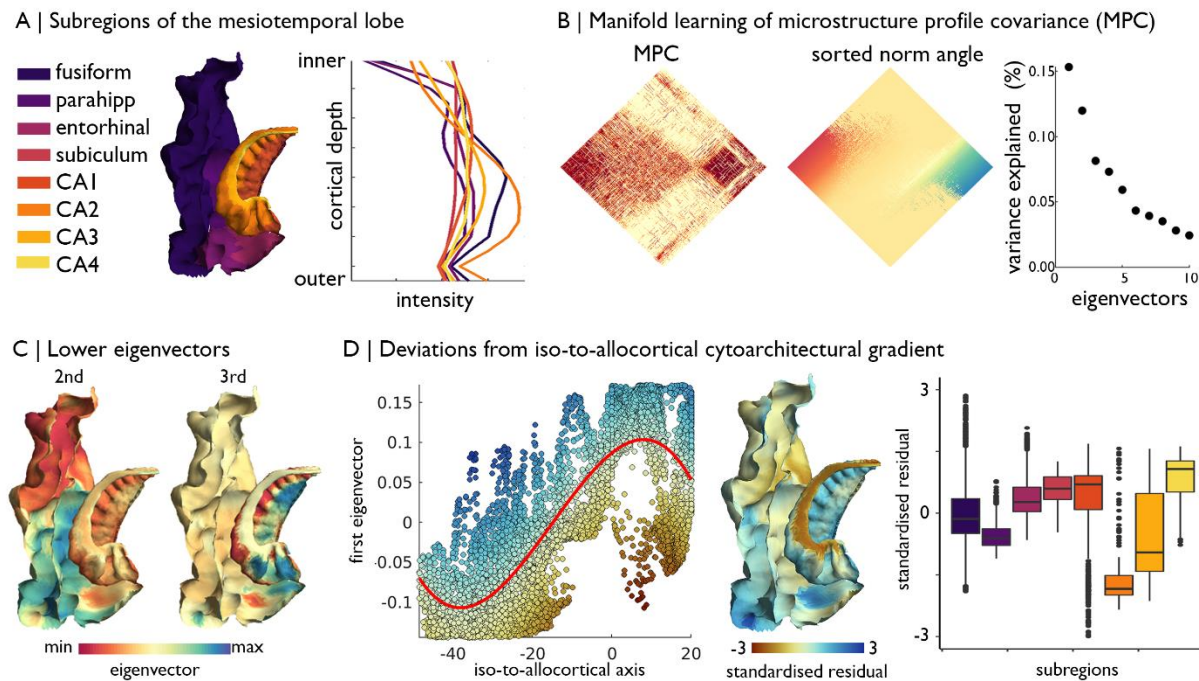 A | Subregions of the mesiotemporal lobe
fusiform
parahipp
entorhinal
subiculum
CA1
CA2
CA3
CA4
inner
cortical depth
outer
intensity
B | Manifold learning of microstructure profile covariance (MPC)
MPC
sorted norm angle
variance explained (%)
0.15
0.10
0.05
0.00
0
5
10
eigenvectors
C | Lower eigenvectors
2nd
3rd
min
max
eigenvector
D | Deviations from iso-to-allocortical cytoarchitectural gradient
first eigenvector
0.15
0.1
0.05
0
-0.05
-0.1
-40
-20
0
20
iso-to-allocortical axis
-3
3
standardised residual
standardised residual
3
0
-3
subregions